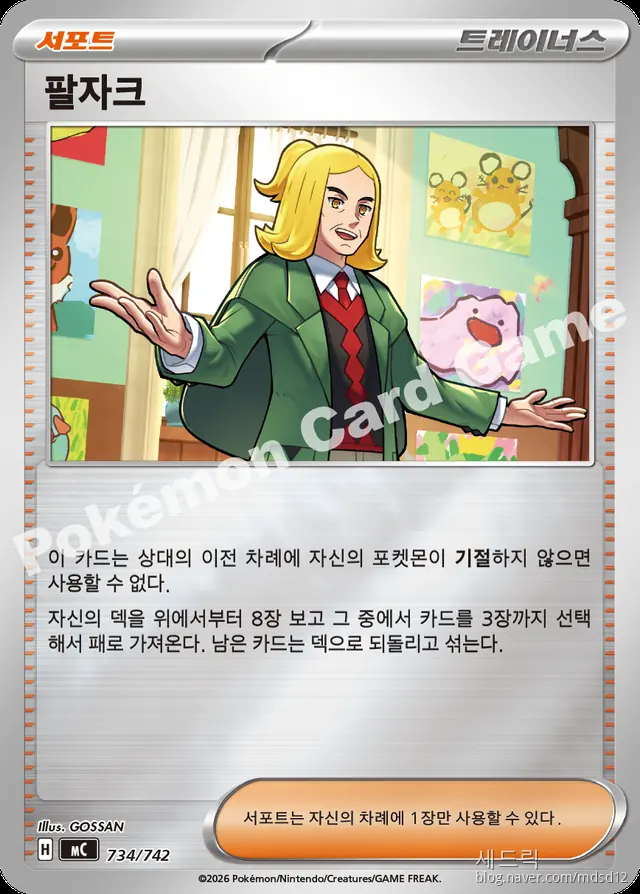 서포트
트레이너스
팔자크
Pokémon Card Game
이 카드는 상대의 이전 차례에 자신의 포켓몬이 기절하지 않으면
사용할 수 없다.
자신의 덱을 위에서부터 8장 보고 그 중에서 카드를 3장까지 선택
해서 패로 가져온다. 남은 카드는 덱으로 되돌리고 섞는다.
서포트는 자신의 차례에 1장만 사용할 수 있다.
Illus. GOSSAN
H MC 734/742
©2026 Pokémon/Nintendo/Creatures/GAME FREAK.
세드릭
blog.naver.com/mdsd12